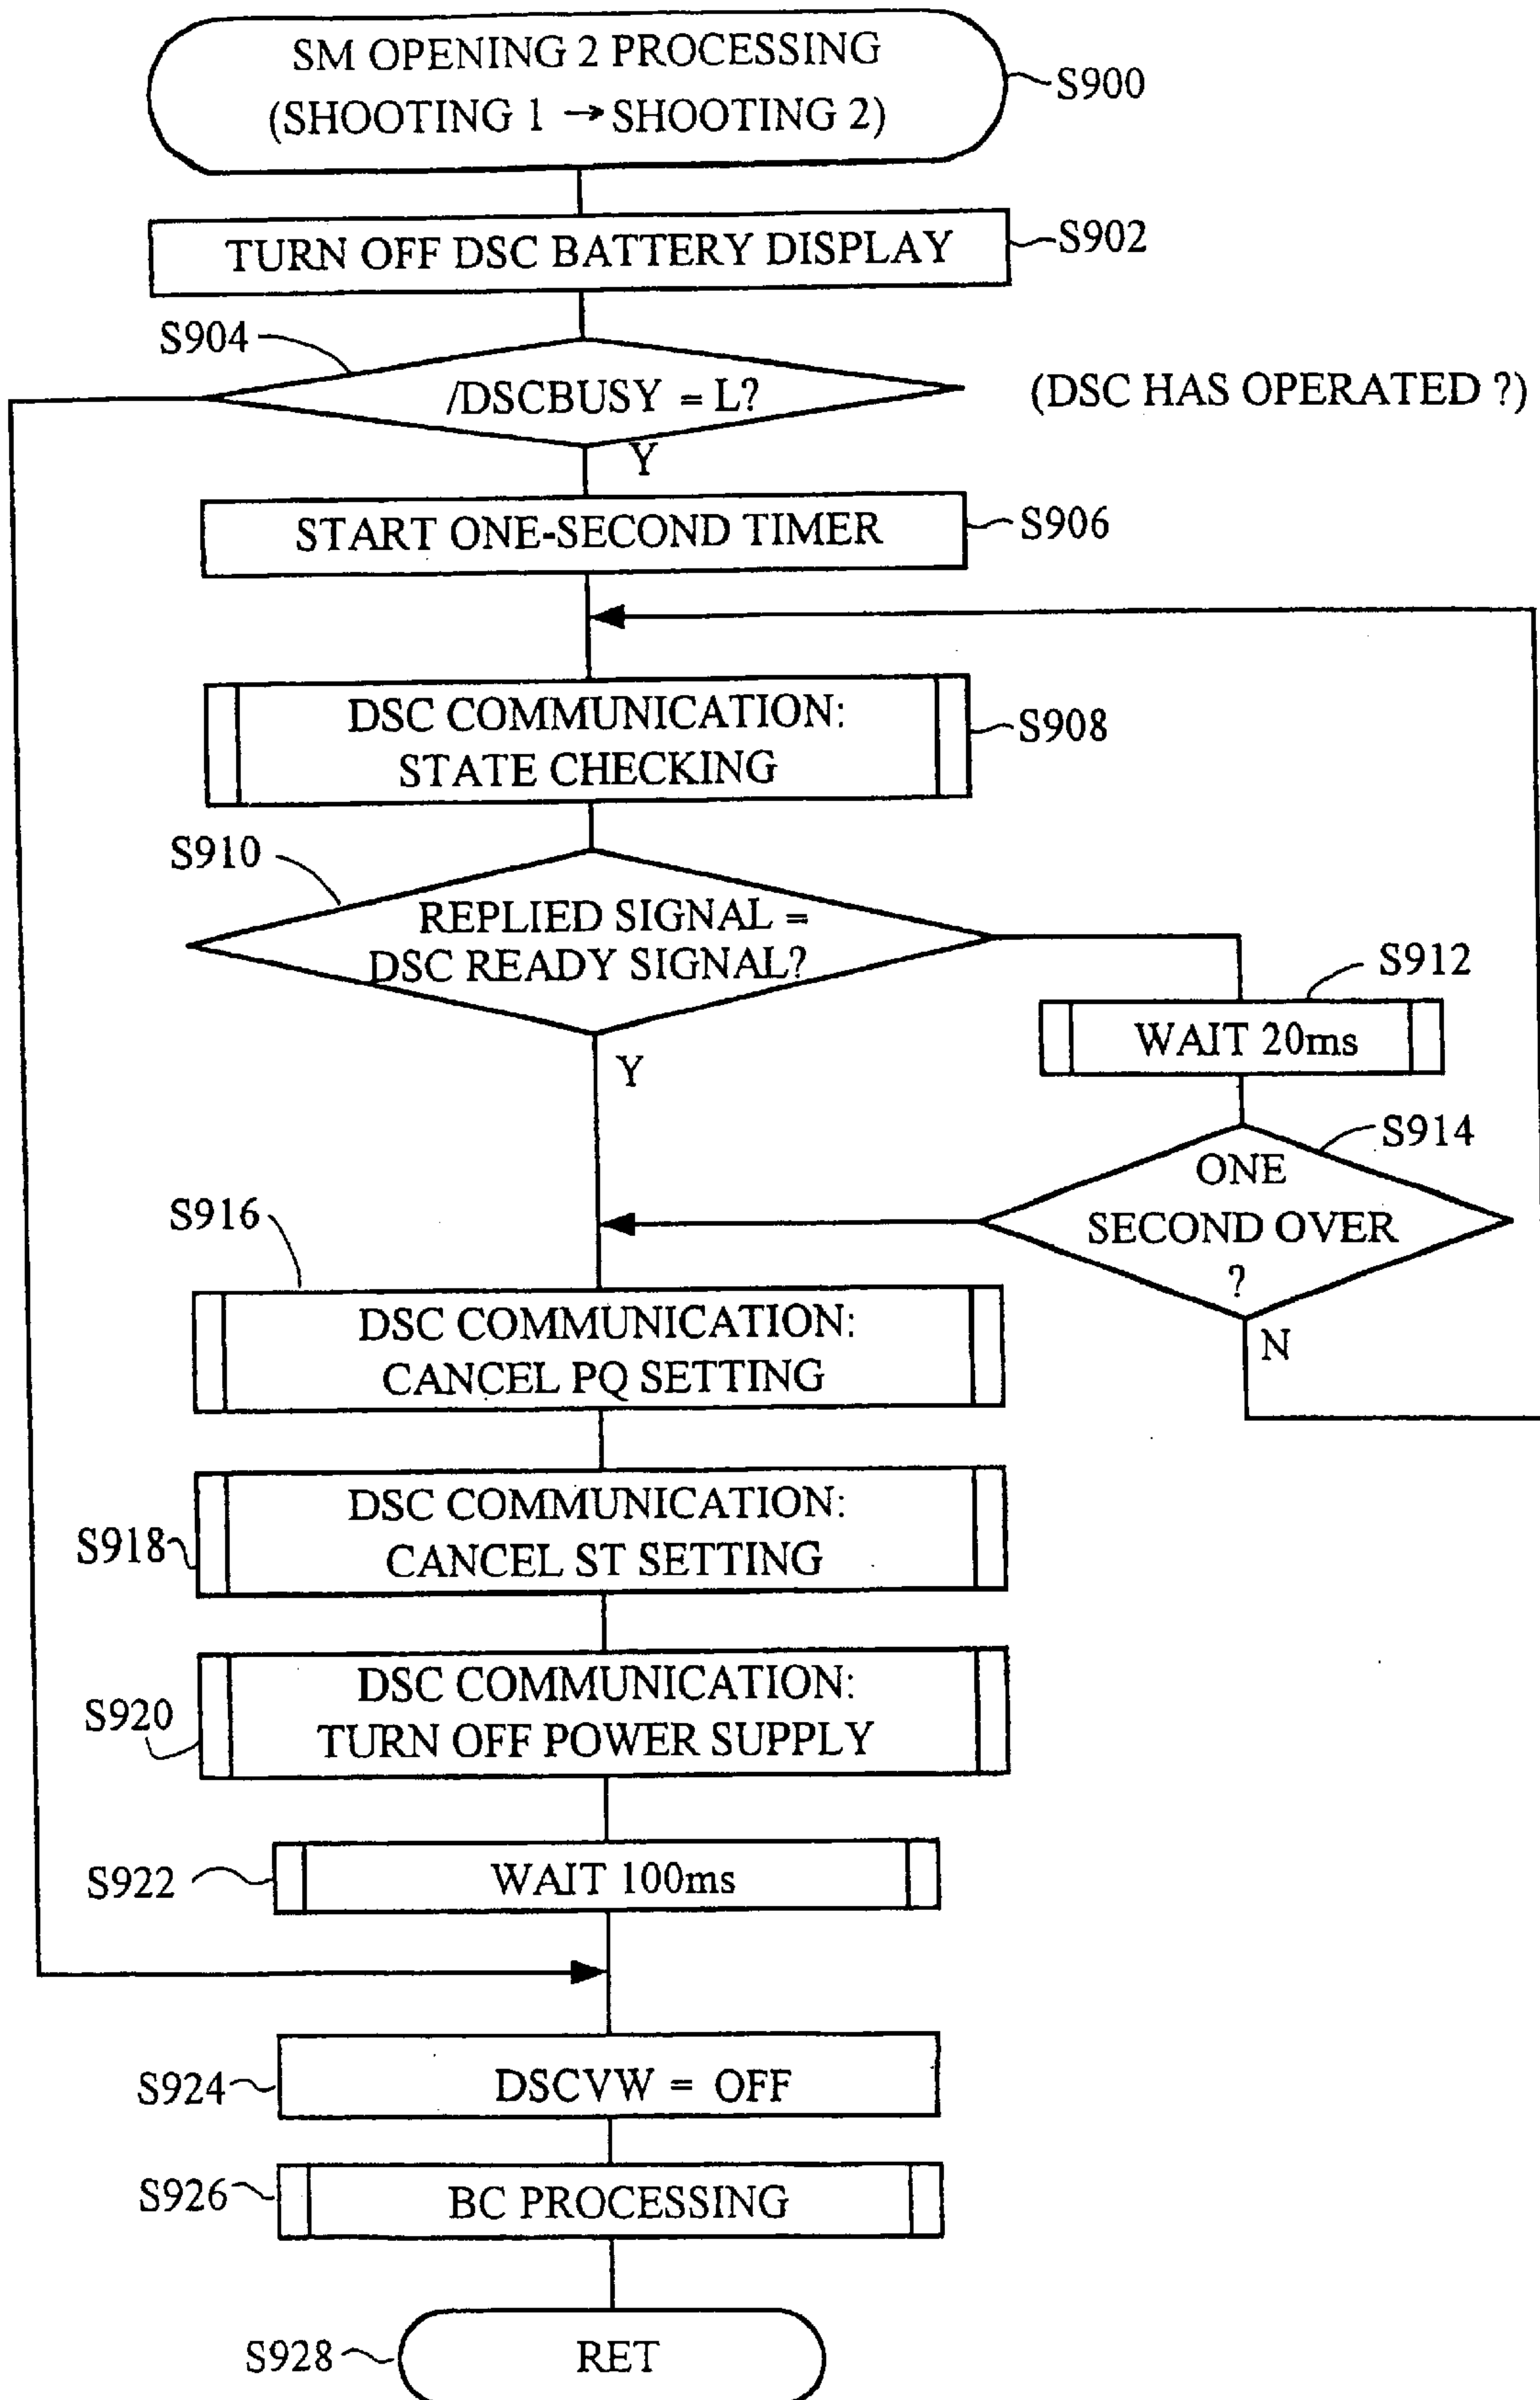 SM OPENING 2 PROCESSING
(SHOOTING 1 → SHOOTING 2)
S900
TURN OFF DSC BATTERY DISPLAY
S902
S904
/DSCBUSY = L?
(DSC HAS OPERATED ?)
Y
START ONE-SECOND TIMER
S906
DSC COMMUNICATION:
STATE CHECKING
S908
S910
REPLIED SIGNAL =
DSC READY SIGNAL?
S912
WAIT 20ms
Y
S914
ONE
SECOND OVER
?
N
S916
DSC COMMUNICATION:
CANCEL PQ SETTING
DSC COMMUNICATION:
CANCEL ST SETTING
S918
DSC COMMUNICATION:
TURN OFF POWER SUPPLY
S920
S922
WAIT 100ms
S924
DSCVW = OFF
S926
BC PROCESSING
S928
RET